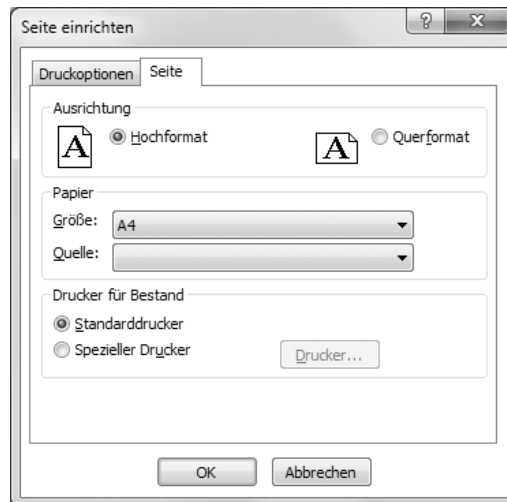 Seite einrichten
Druckoptionen Seite
Ausrichtung
A Hochformat A Querformat
Papier
Größe: A4
Quelle:
Drucker für Bestand
Standarddrucker
Spezieller Drucker Drucker...
OK Abbrechen